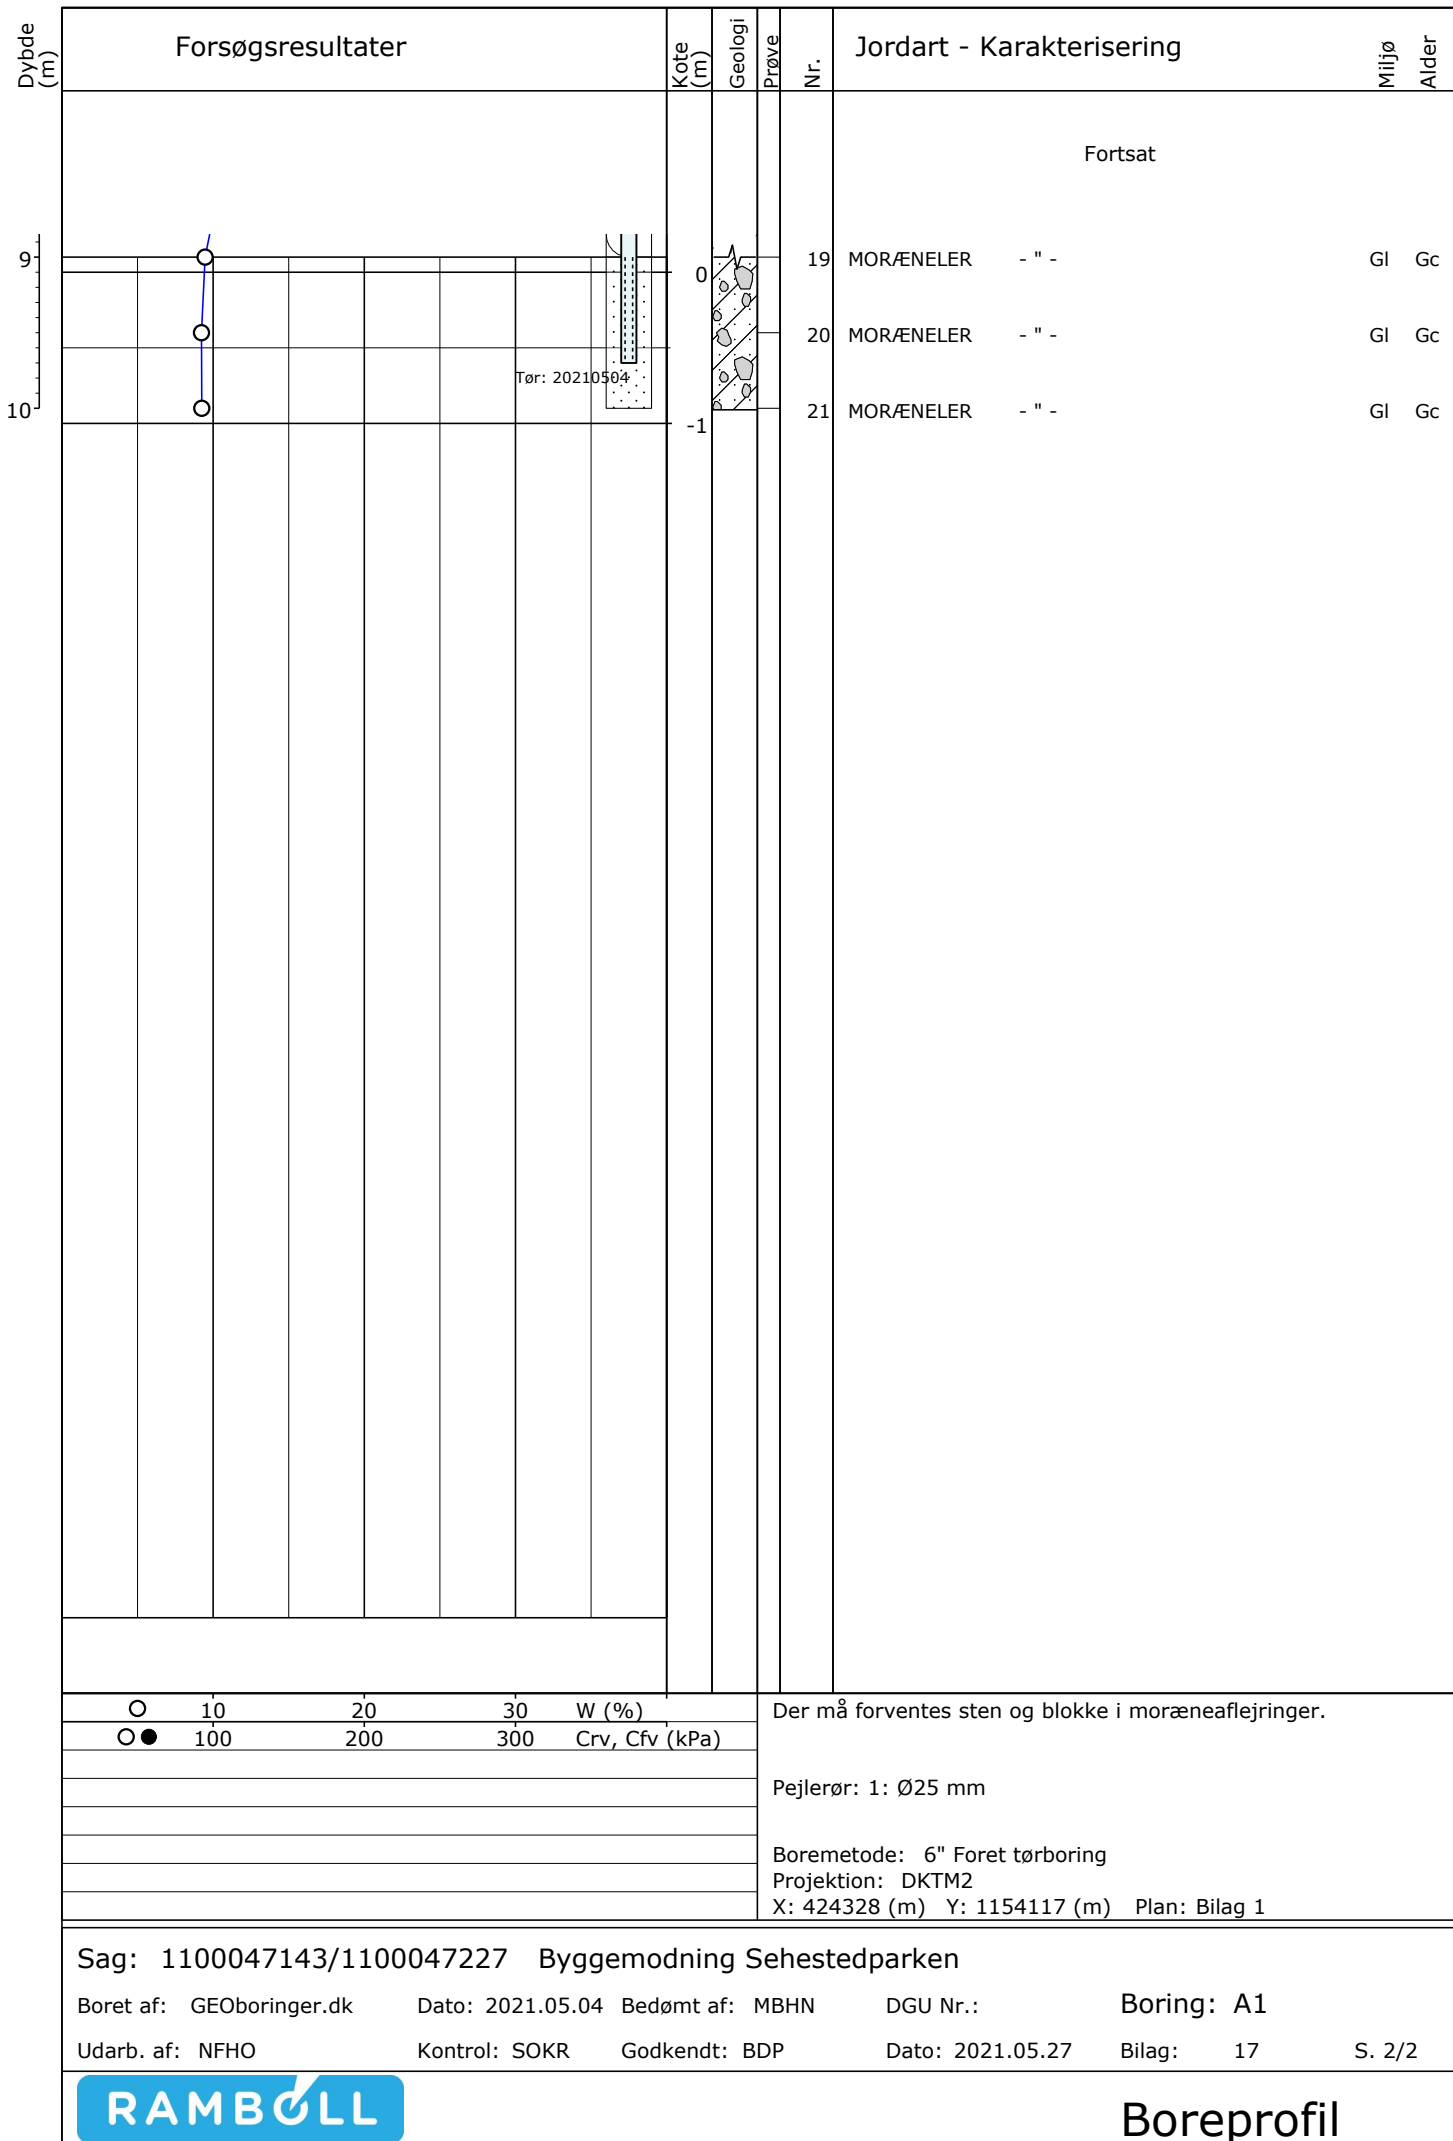 Dybde (m) Forsøgsresultater Kote (m) Geologi Prøve Nr. Jordart - Karakterisering Miljø Alder
Fortsat
9 19 MORÆNELER - " - Gl Gc
0
20 MORÆNELER - " - Gl Gc
Tør: 20210504
10 21 MORÆNELER - " - Gl Gc
-1
10 20 30 W (%)
100 200 300 Crv, Cfv (kPa)
Der må forventes sten og blokke i moræneaflejringer.
Pejlerør: 1: Ø25 mm
Boremetode: 6" Foret tørboring
Projektion: DKTM2
X: 424328 (m) Y: 1154117 (m) Plan: Bilag 1
Sag: 1100047143/1100047227 Byggemodning Sehestedparken
Boret af: GEOboringer.dk Dato: 2021.05.04 Bedømt af: MBHN DGU Nr.: Boring: A1
Udarb. af: NFHO Kontrol: SOKR Godkendt: BDP Dato: 2021.05.27 Bilag: 17 S. 2/2
RAMBOLL
Boreprofil